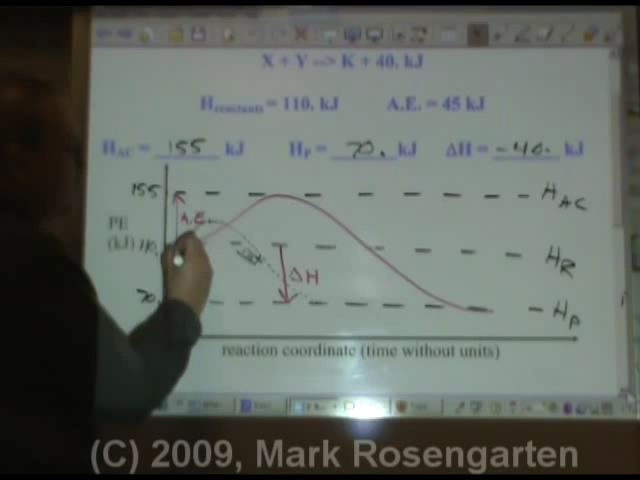 X + Y --> K + 40. kJ
Hreactants = 110. kJ A.E. = 45 kJ
HAC = 155 kJ HP = 70. kJ ΔH = -40. kJ
155 HAC
A.E.
PE
(kJ) 110. HR
ΔH
70 HP
reaction coordinate (time without units)
(C) 2009, Mark Rosengarten